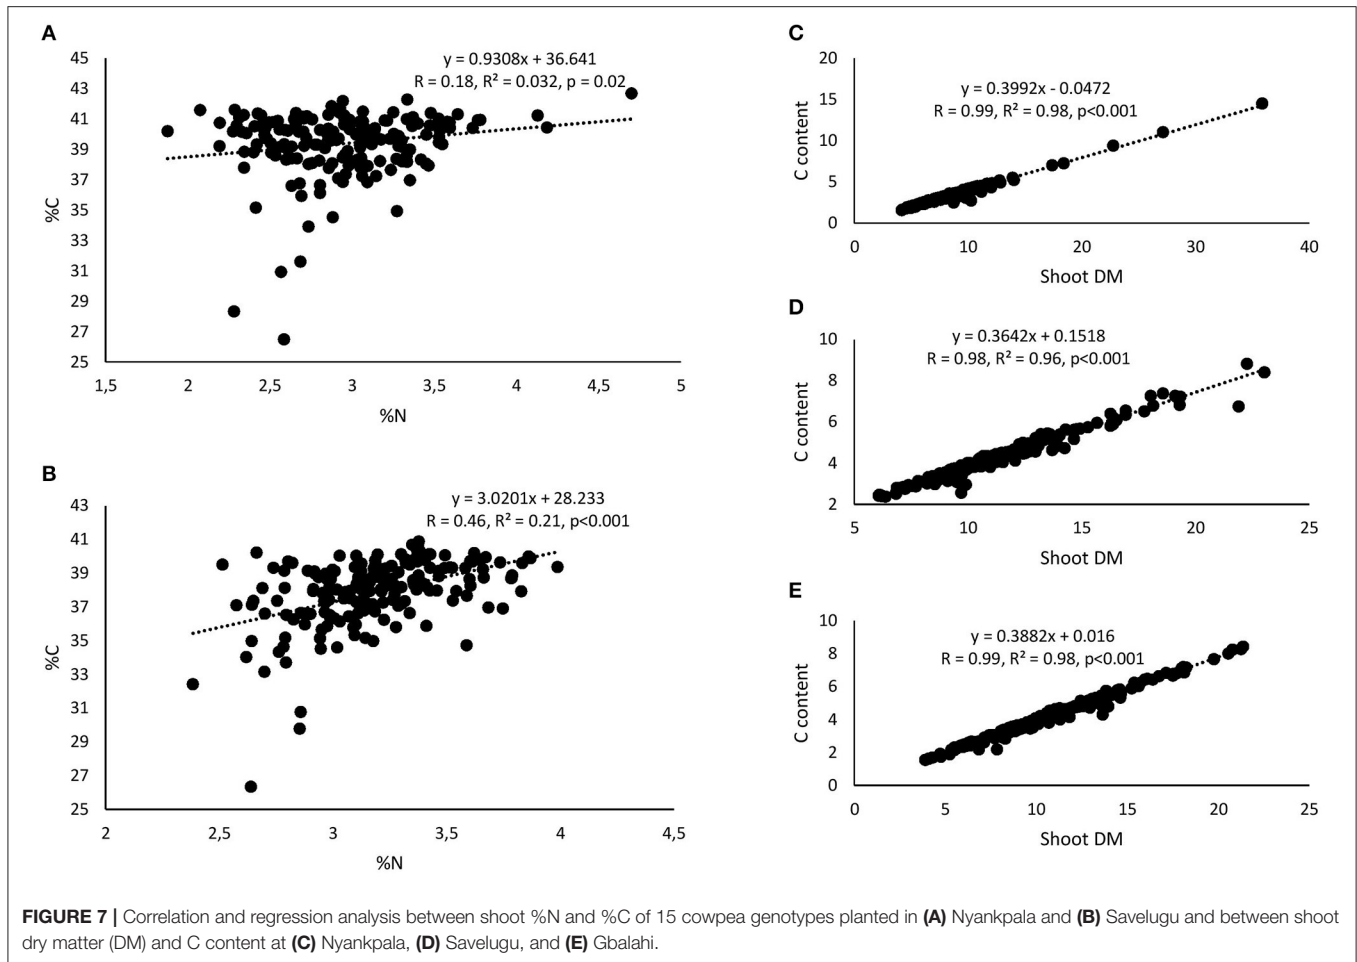 A
y = 0.9308x + 36.641
R = 0.18, R² = 0.032, p = 0.02
45
43
41
39
37
35
33
31
29
27
25
%C
1,5 2 2,5 3 3,5 4 4,5 5
%N
B
y = 3.0201x + 28.233
R = 0.46, R² = 0.21, p<0.001
43
41
39
37
35
33
31
29
27
25
%C
2 2,5 3 3,5 4 4,5
%N
C
y = 0.3992x - 0.0472
R = 0.99, R² = 0.98, p<0.001
20
15
10
5
0
C content
0 10 20 30 40
Shoot DM
D
y = 0.3642x + 0.1518
R = 0.98, R² = 0.96, p<0.001
10
8
6
4
2
C content
5 10 15 20 25
Shoot DM
E
y = 0.3882x + 0.016
R = 0.99, R² = 0.98, p<0.001
10
8
6
4
2
0
C content
0 5 10 15 20 25
Shoot DM
FIGURE 7 | Correlation and regression analysis between shoot %N and %C of 15 cowpea genotypes planted in (A) Nyankpala and (B) Savelugu and between shoot
dry matter (DM) and C content at (C) Nyankpala, (D) Savelugu, and (E) Gbalahi.